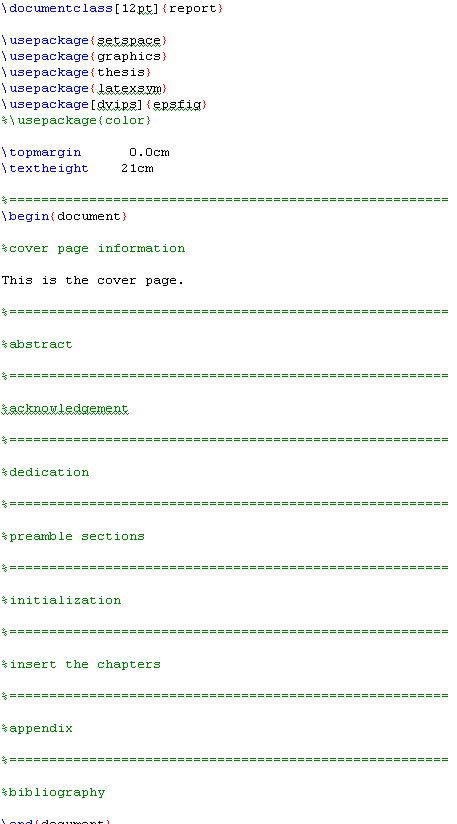 \documentclass[12pt]{report}
\usepackage{setspace}
\usepackage{graphics}
\usepackage{thesis}
\usepackage{latexsym}
\usepackage[dvips]{epsfig}
%\usepackage{color}
\topmargin 0.0cm
\textheight 21cm
%========================================================
\begin{document}
%cover page information
This is the cover page.
%========================================================
%abstract
%========================================================
%acknowledgement
%========================================================
%dedication
%========================================================
%preamble sections
%========================================================
%initialization
%========================================================
%insert the chapters
%========================================================
%appendix
%========================================================
%bibliography
\end{document}